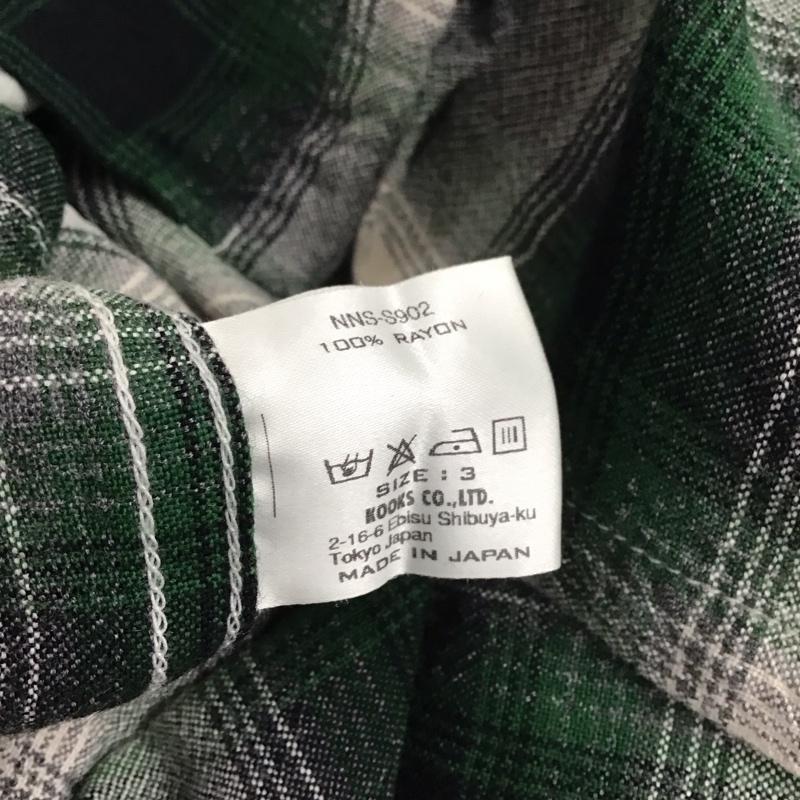 NNS-S902
100% RAYON
SIZE : 3
KOOKS CO.,LTD.
2-16-6 Ebisu Shibuya-ku
Tokyo Japan
MADE IN JAPAN